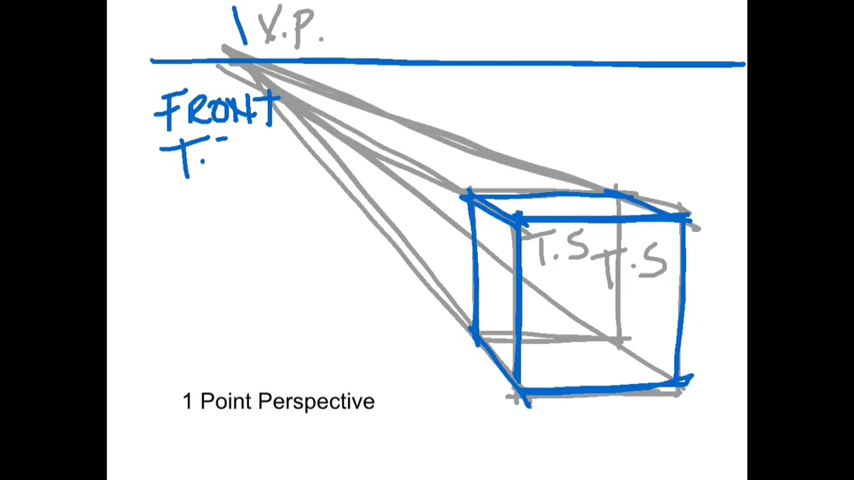 1 V.P.
FRONT
T.
T.S
T.S
1 Point Perspective